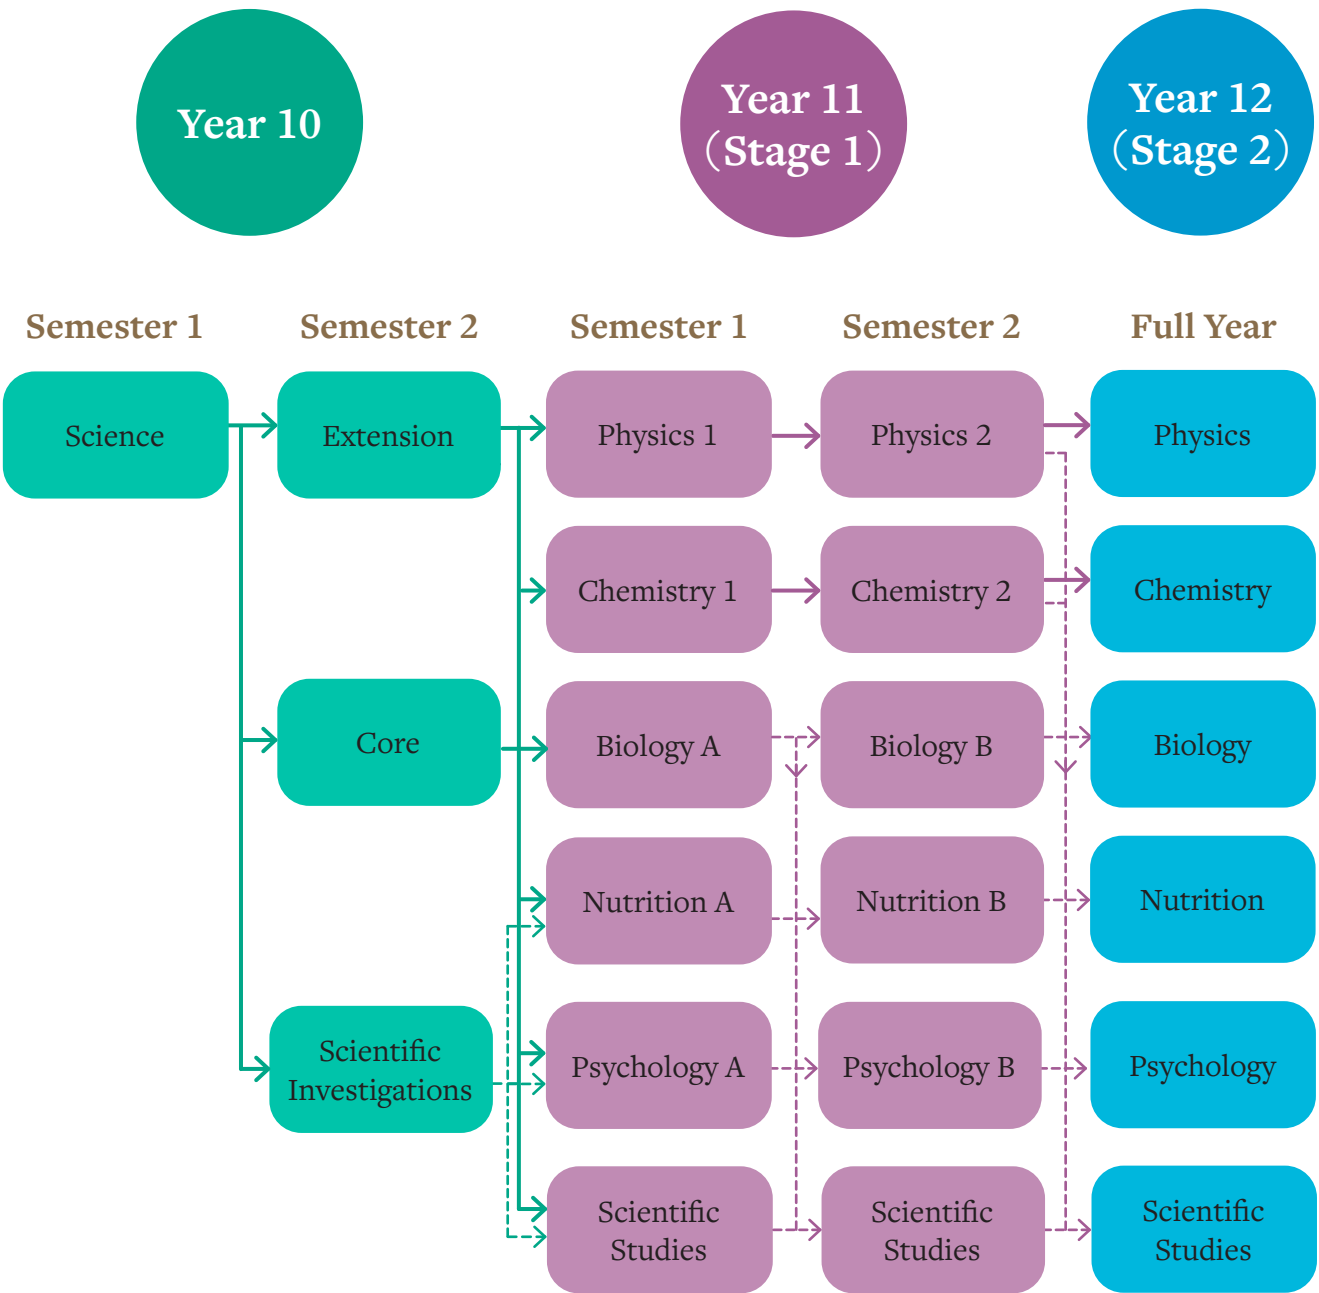 Year 10
Year 11
(Stage 1)
Year 12
(Stage 2)
Semester 1
Semester 2
Semester 1
Semester 2
Full Year
Science
Extension
Physics 1
Physics 2
Physics
Chemistry 1
Chemistry 2
Chemistry
Core
Biology A
Biology B
Biology
Nutrition A
Nutrition B
Nutrition
Scientific
Investigations
Psychology A
Psychology B
Psychology
Scientific
Studies
Scientific
Studies
Scientific
Studies